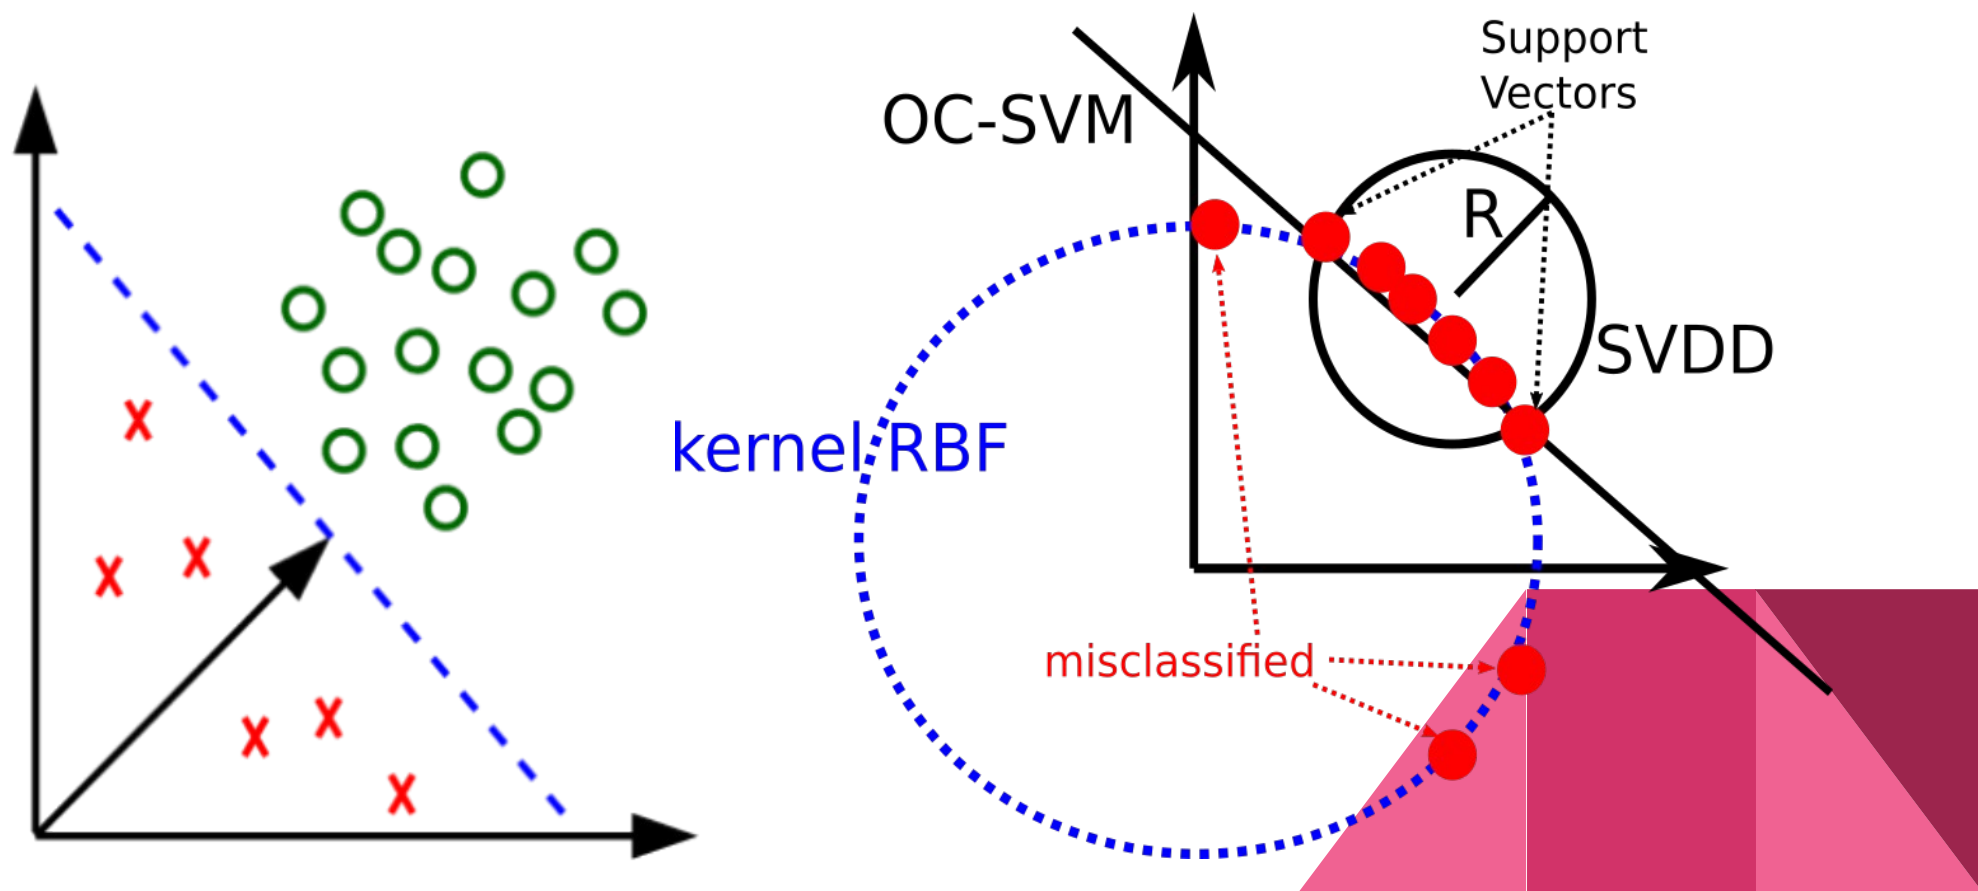 Support
Vectors
OC-SVM
R
SVDD
kernel RBF
misclassified